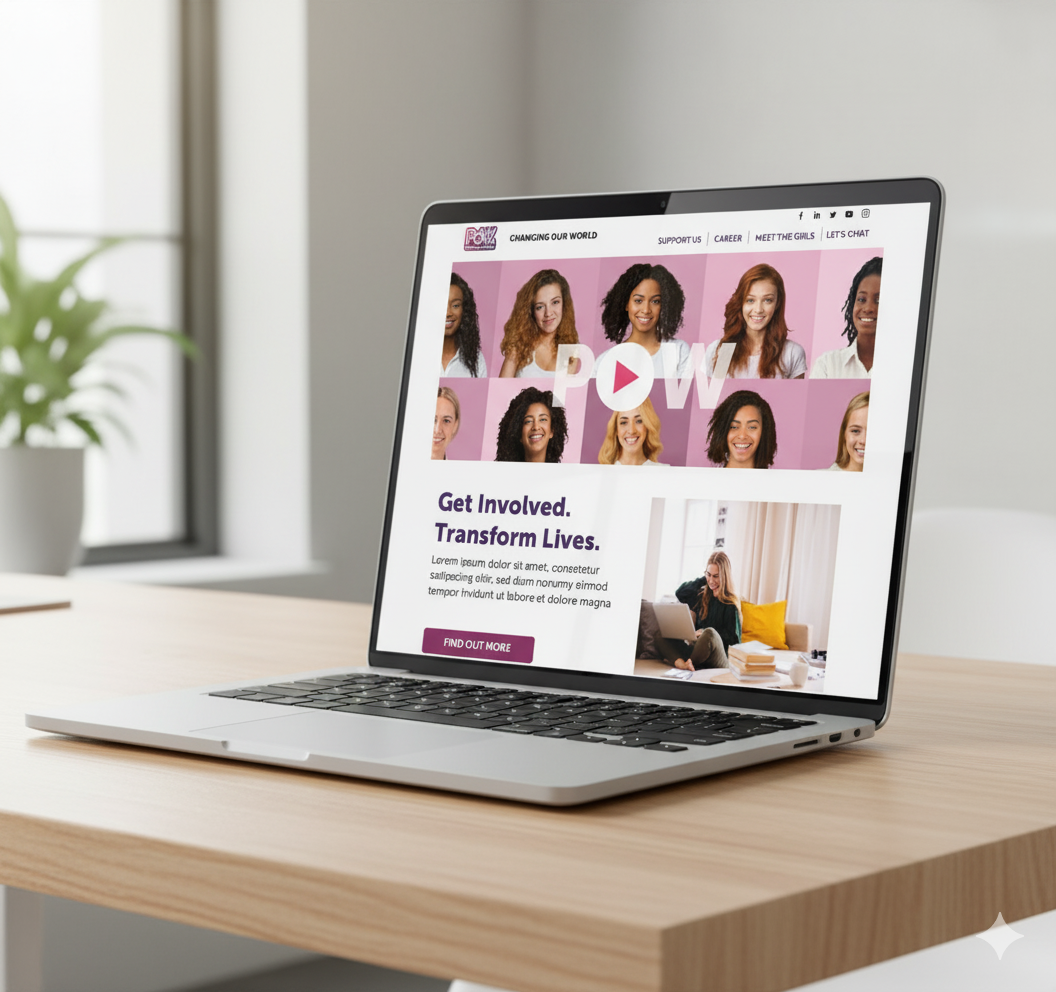 POW
CHANGING OUR WORLD
SUPPORT US
CAREER
MEET THE GIRLS
LET'S CHAT
POW
Get Involved.
Transform Lives.
Lorem ipsum dolor sit amet, consetetur
sadipscing elitr, sed diam nonumy eirmod
tempor invidunt ut labore et dolore magna
FIND OUT MORE